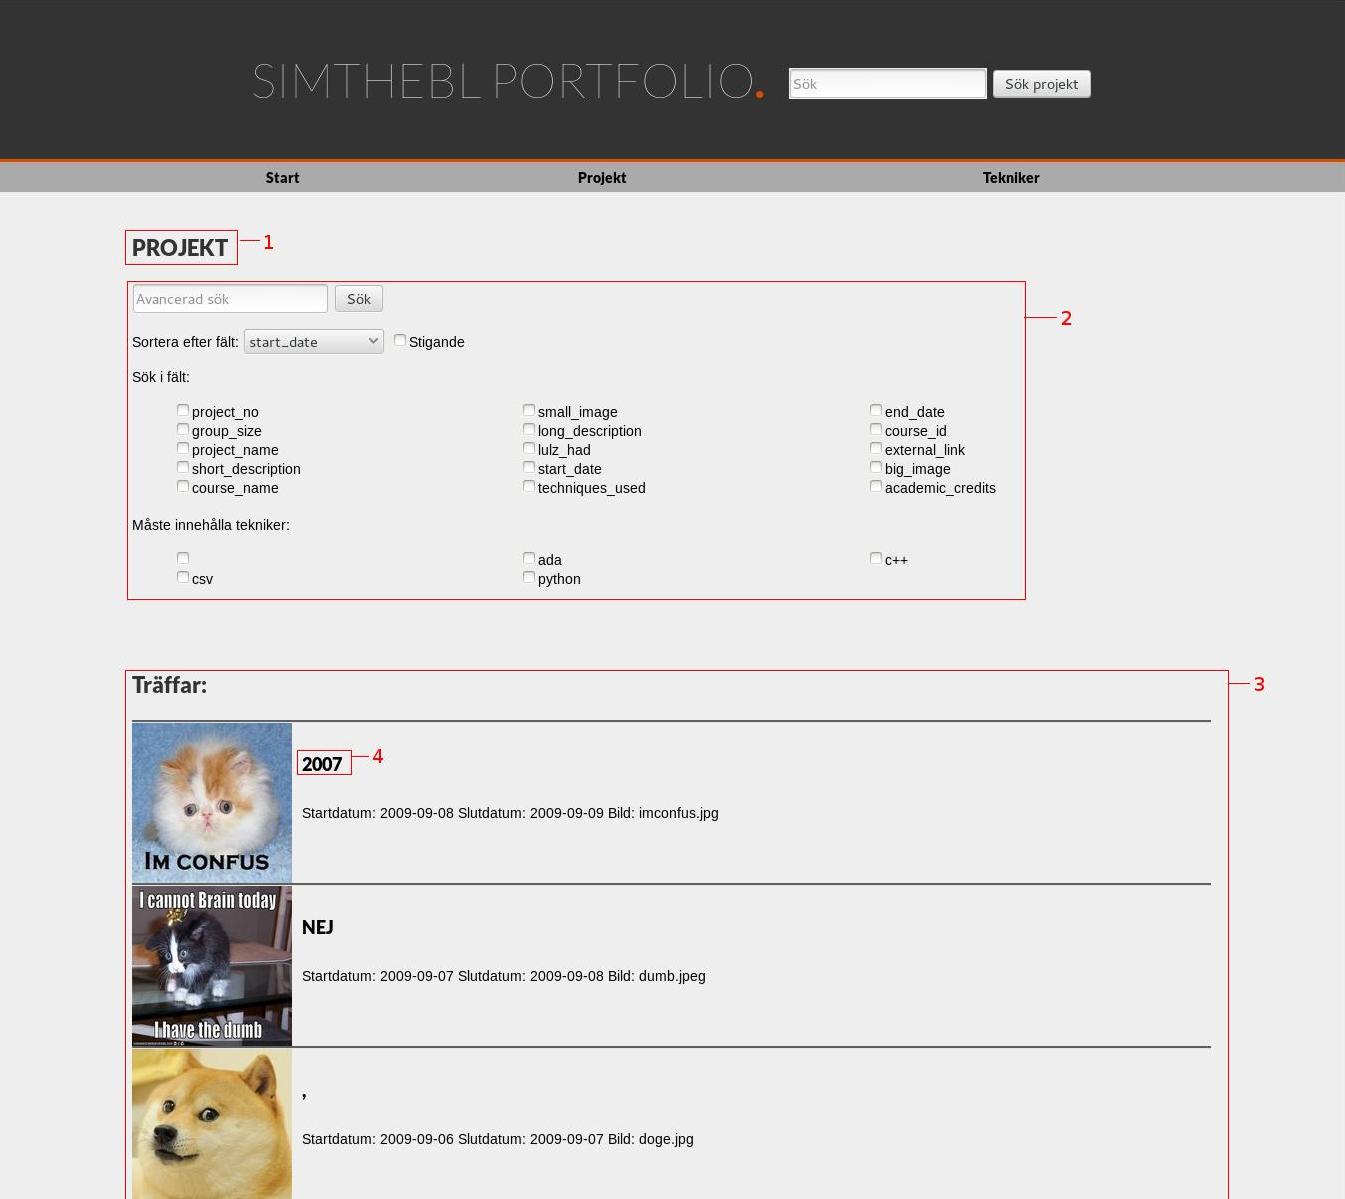 SIMTHEBL PORTFOLIO.
Sök
Sök projekt
Start
Projekt
Tekniker
PROJEKT
1
Avancerad sök
Sök
2
Sortera efter fält: start_date Stigande
Sök i fält:
project_no small_image end_date
group_size long_description course_id
project_name lulz_had external_link
short_description start_date big_image
course_name techniques_used academic_credits
Måste innehålla tekniker:
ada c++
csv python
Träffar:
3
2007
4
Startdatum: 2009-09-08 Slutdatum: 2009-09-09 Bild: imconfus.jpg
IM CONFUS
I cannot Brain today
NEJ
Startdatum: 2009-09-07 Slutdatum: 2009-09-08 Bild: dumb.jpeg
I have the dumb
,
Startdatum: 2009-09-06 Slutdatum: 2009-09-07 Bild: doge.jpg